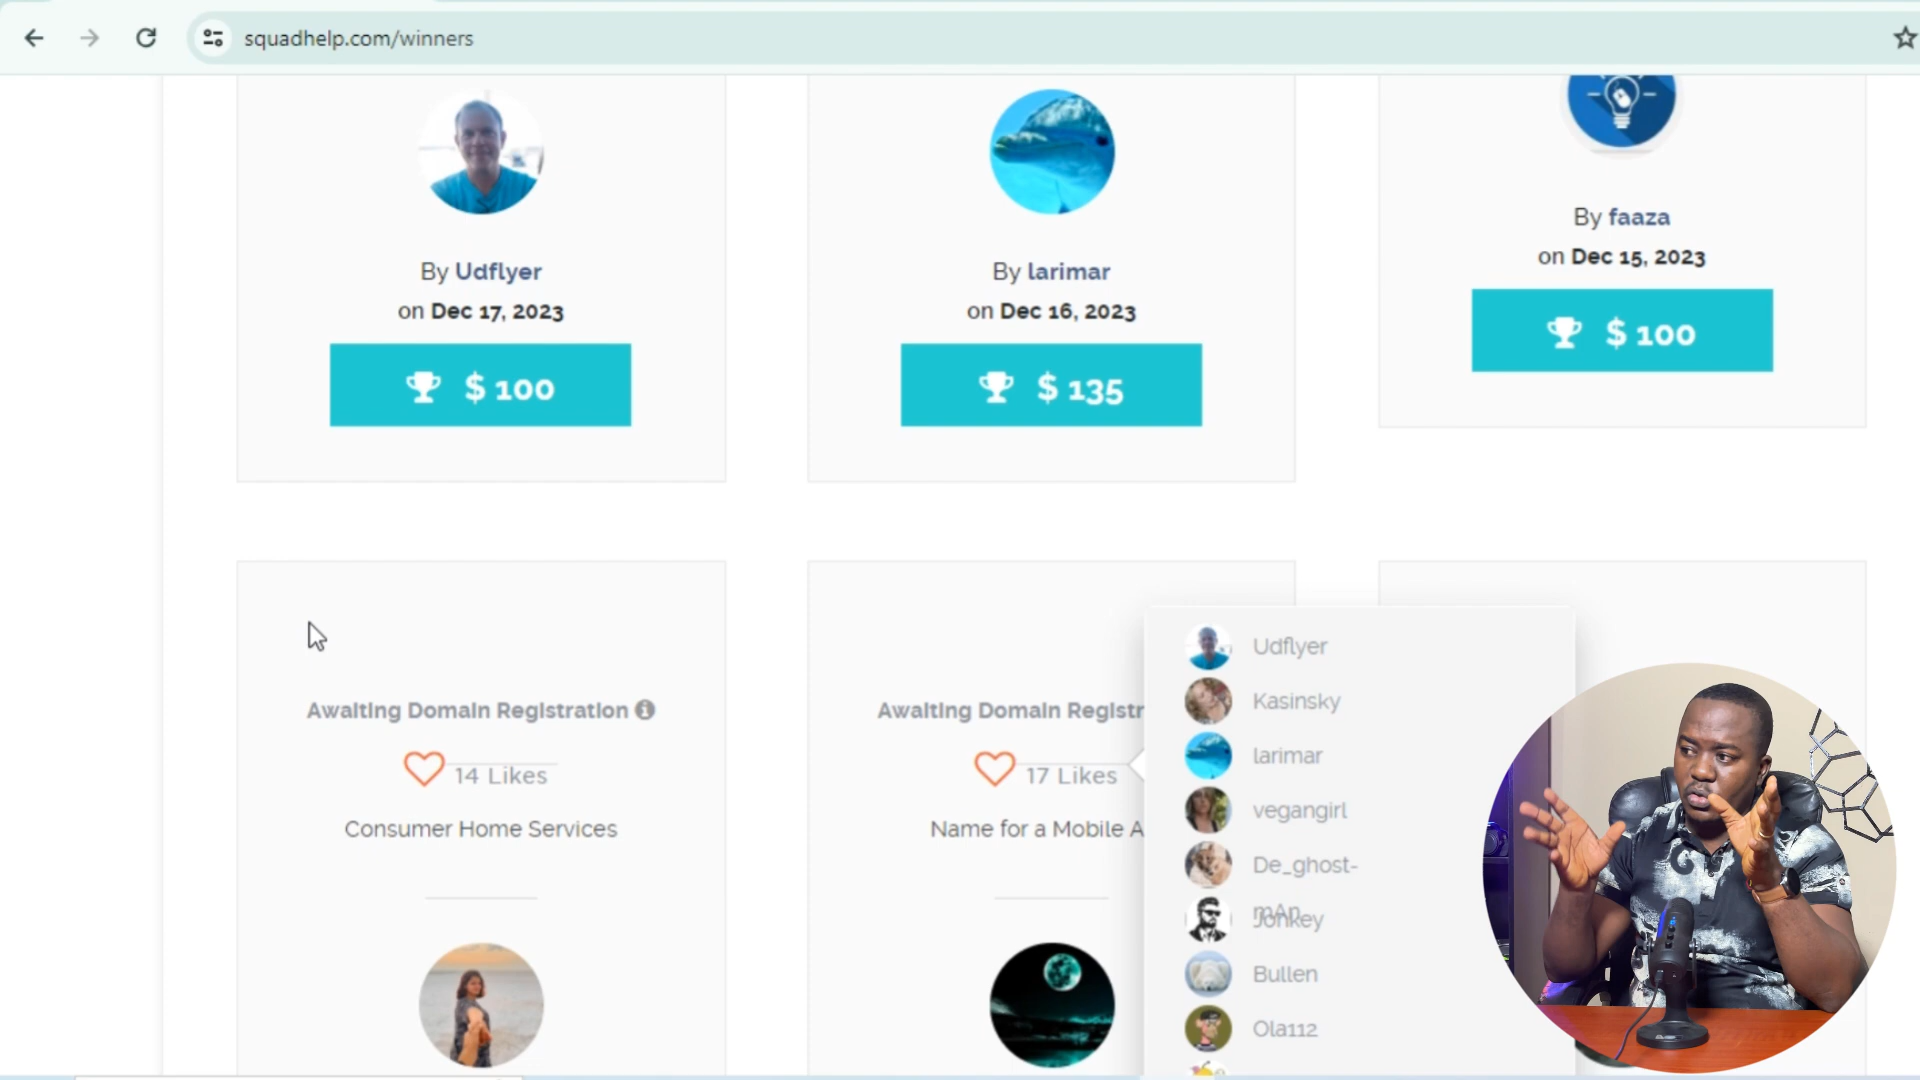 squadhelp.com/winners
By Udflyer
on Dec 17, 2023
$ 100
By larimar
on Dec 16, 2023
$ 135
By faaza
on Dec 15, 2023
$ 100
Awaiting Domain Registration
14 Likes
Consumer Home Services
Awaiting Domain Registr
17 Likes
Name for a Mobile A
Udflyer
Kasinsky
larimar
vegangirl
De_ghost-
mAn
Jonkey
Bullen
Ola112